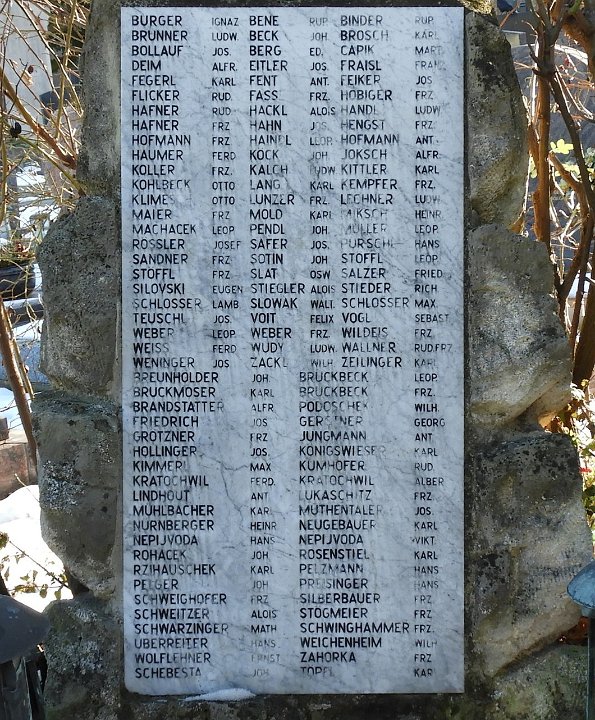 BURGER IGNAZ BENE RUP. BINDER RUP.
BRUNNER LUDW BECK JOH. BROSCH KARL
BOLLAUF JOS. BERG ED. CAPIK MART.
DEIM ALFR. EITLER JOS. FRAISL FRANZ
FEGERL KARL FENT ANT. FEIKER JOS
FLICKER RUD. FASS FRZ. HOBIGER FRZ.
HAFNER RUD HACKL ALOIS HANDL LUDW
HAFNER FRZ HAHN JOS. HENGST FRZ.
HOFMANN FRZ HAINDL LEOP. HOFMANN ANT.
HAUMER FERD KOCK JOH. JOKSCH ALFR.
KOLLER FRZ KALCH LUDW KITTLER KARL
KOHLBECK OTTO LANG KARL KEMPFER FRZ.
KLIMES OTTO LUNZER FRZ. LECHNER LUDW
MAIER FRZ MOLD KARL MIKSCH HEINR.
MACHACEK LEOP. PENDL JOH. MÜLLER LEOP.
RÖSSLER JOSEF SAFER JOS. PURSCHL HANS
SANDNER FRZ. SOTIN JOH. STÖFFL LEOP.
STÖFFL FRZ. SLAT OSW. SALZER FRIED.
SILOVSKI EUGEN STIEGLER ALOIS STIEDER RICH
SCHLOSSER LAMB. SLOWAK WALT. SCHLOSSER MAX.
TEUSCHL JOS. VOIT FELIX VOGL SEBAST
WEBER LEOP. WEBER FRZ. WILDEIS FRZ.
WEISS FERD WUDY LUDW. WALLNER RUD.FRZ.
WENINGER JOS ZACKL WILH ZEILINGER KARL
BREUNHÖLDER JOH. BRUCKBECK LEOP.
BRUCKMOSER KARL BRUCKBECK FRZ.
BRANDSTATTER ALFR. PODOSCHEK WILH.
FRIEDRICH JOS. GERSTNER GEORG
GRÖTZNER FRZ JUNGMANN ANT.
HOLLINGER JOS. KÖNIGSWIESER KARL
KIMMERL MAX KUMHOFER RUD.
KRATOCHWIL FERD. KRATOCHWIL ALBER
LINDHOUT ANT LUKASCHITZ FRZ.
MÜHLBACHER KARL MÜTHENTALER JOS.
NÜRNBERGER HEINR NEUGEBAUER KARL
NEPIJVODA HANS NEPIJVODA VIKT.
ROHACEK JOH ROSENSTIEL KARL.
RZIHAUSCHEK KARL PELZMANN HANS
PELGER JOH PREISINGER HANS
SCHWEIGHOFER FRZ SILBERBAUER FRZ.
SCHWEITZER ALOIS STÖGMEIER FRZ.
SCHWARZINGER MATH SCHWINGHAMMER FRZ.
ÜBERREITER HANS WEICHENHEIM WILH
WOLFLEHNER ERNST ZAHORKA FRZ.
SCHEBESTA JOH TOPFL KARL